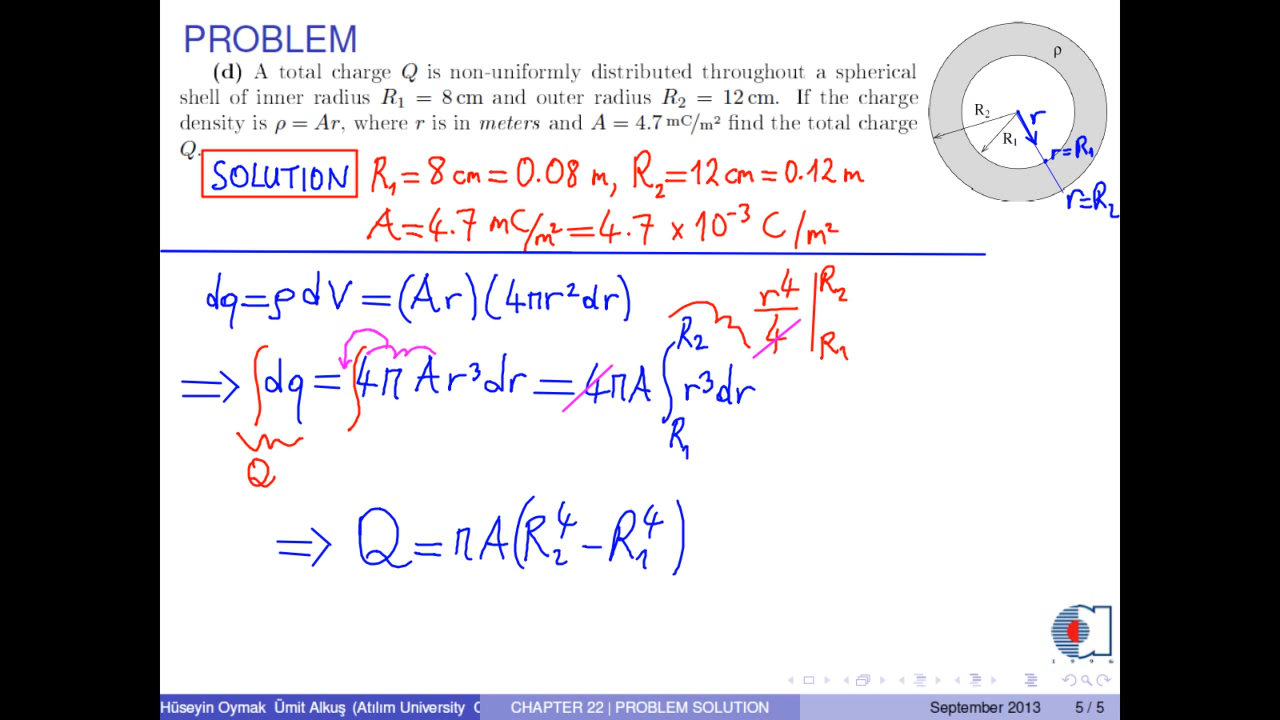 PROBLEM
(d) A total charge Q is non-uniformly distributed throughout a spherical
shell of inner radius R₁ = 8 cm and outer radius R₂ = 12 cm. If the charge
density is ρ = Ar, where r is in meters and A = 4.7 mC/m² find the total charge
Q.
ρ
R₂
R₁
r
r=R₁
r=R₂
SOLUTION R₁ = 8 cm = 0.08 m, R₂ = 12 cm = 0.12 m
A = 4.7 mC/m² = 4.7 × 10⁻³ C/m²
dq = ρ dV = (Ar)(4πr²dr)
r⁴/4 |R₂ R₁
⟹ ∫dq = ∫4πAr³dr = 4πA ∫ R₂ R₁ r³dr
Q
⟹ Q = πA(R₂⁴ − R₁⁴)
1996
Hüseyin Oymak Ümit Alkuş (Atılım University CHAPTER 22 | PROBLEM SOLUTION September 2013 5 / 5